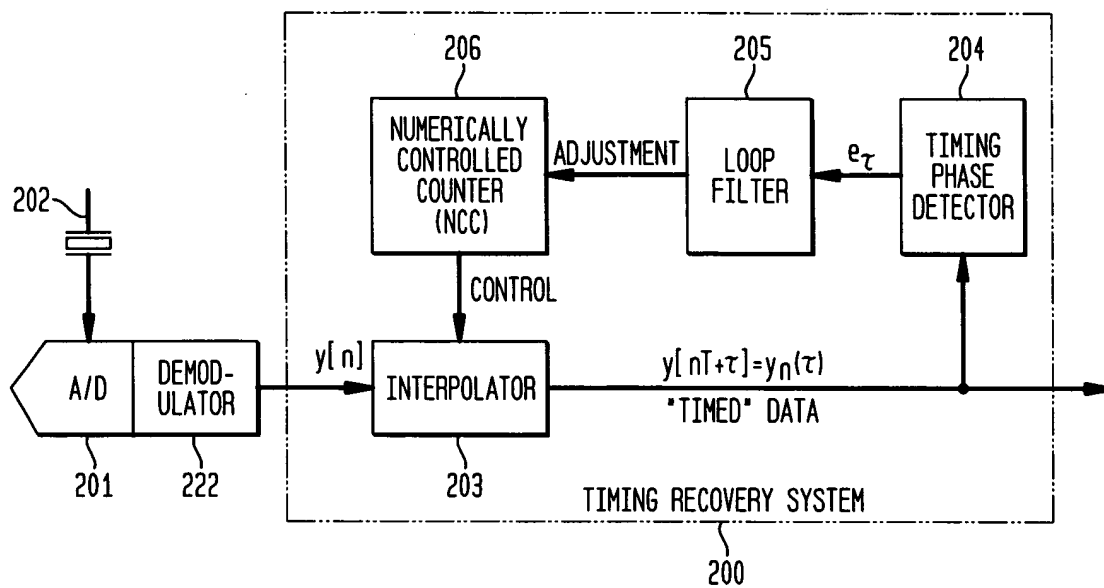 206
205
204
NUMERICALLY
CONTROLLED
COUNTER
(NCC)
ADJUSTMENT
LOOP
FILTER
eτ
TIMING
PHASE
DETECTOR
202
CONTROL
A/D
DEMOD-
ULATOR
y[n]
INTERPOLATOR
y[nT+τ]=yn(τ)
"TIMED" DATA
201
222
203
TIMING RECOVERY SYSTEM
200